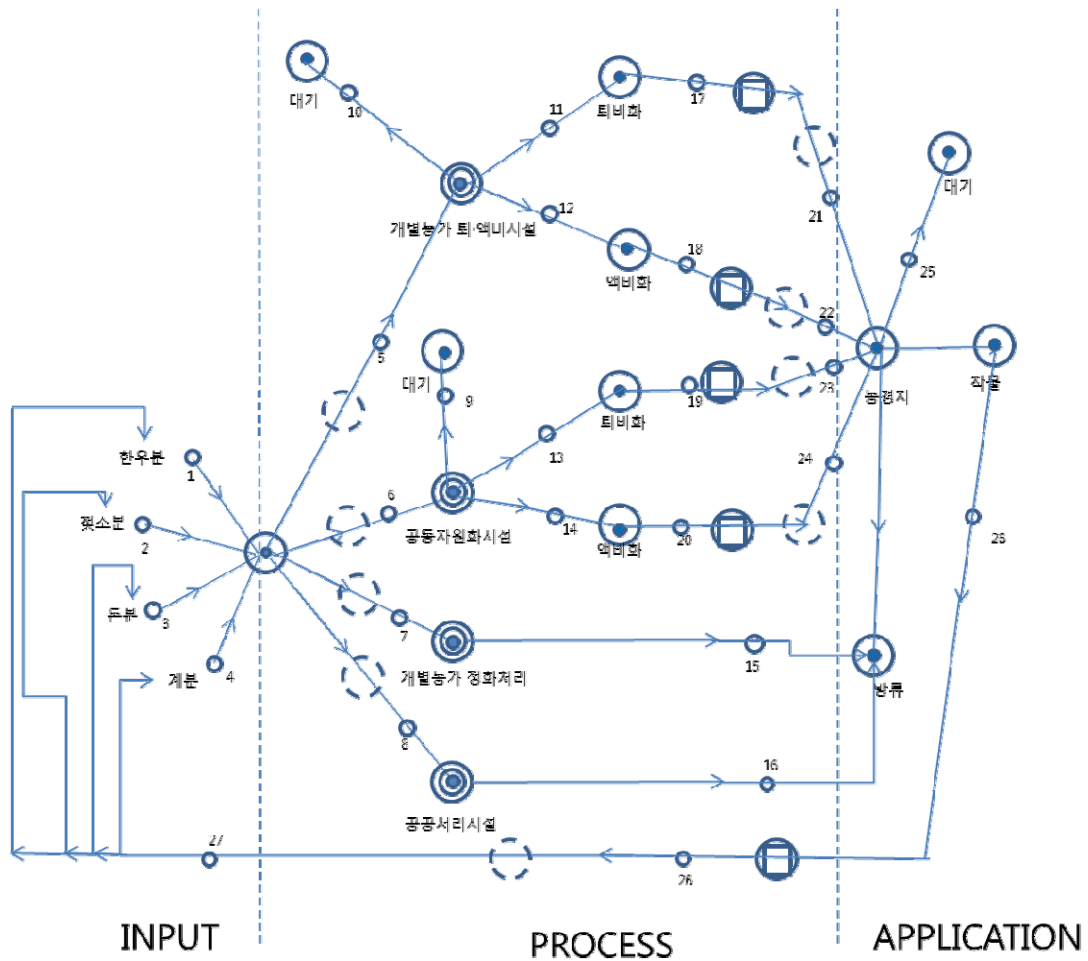 대기
10
11
퇴비화
17
대기
개별농가 퇴·액비시설
12
21
액비화
18
25
22
5
대기
9
퇴비화
19
23
농경지
작물
한우분
1
13
24
젖소분
2
6
공동자원화시설
14
액비화
20
26
돈분
3
계분
4
7
개별농가 정화처리
15
방류
8
16
공공처리시설
27
26
INPUT
PROCESS
APPLICATION